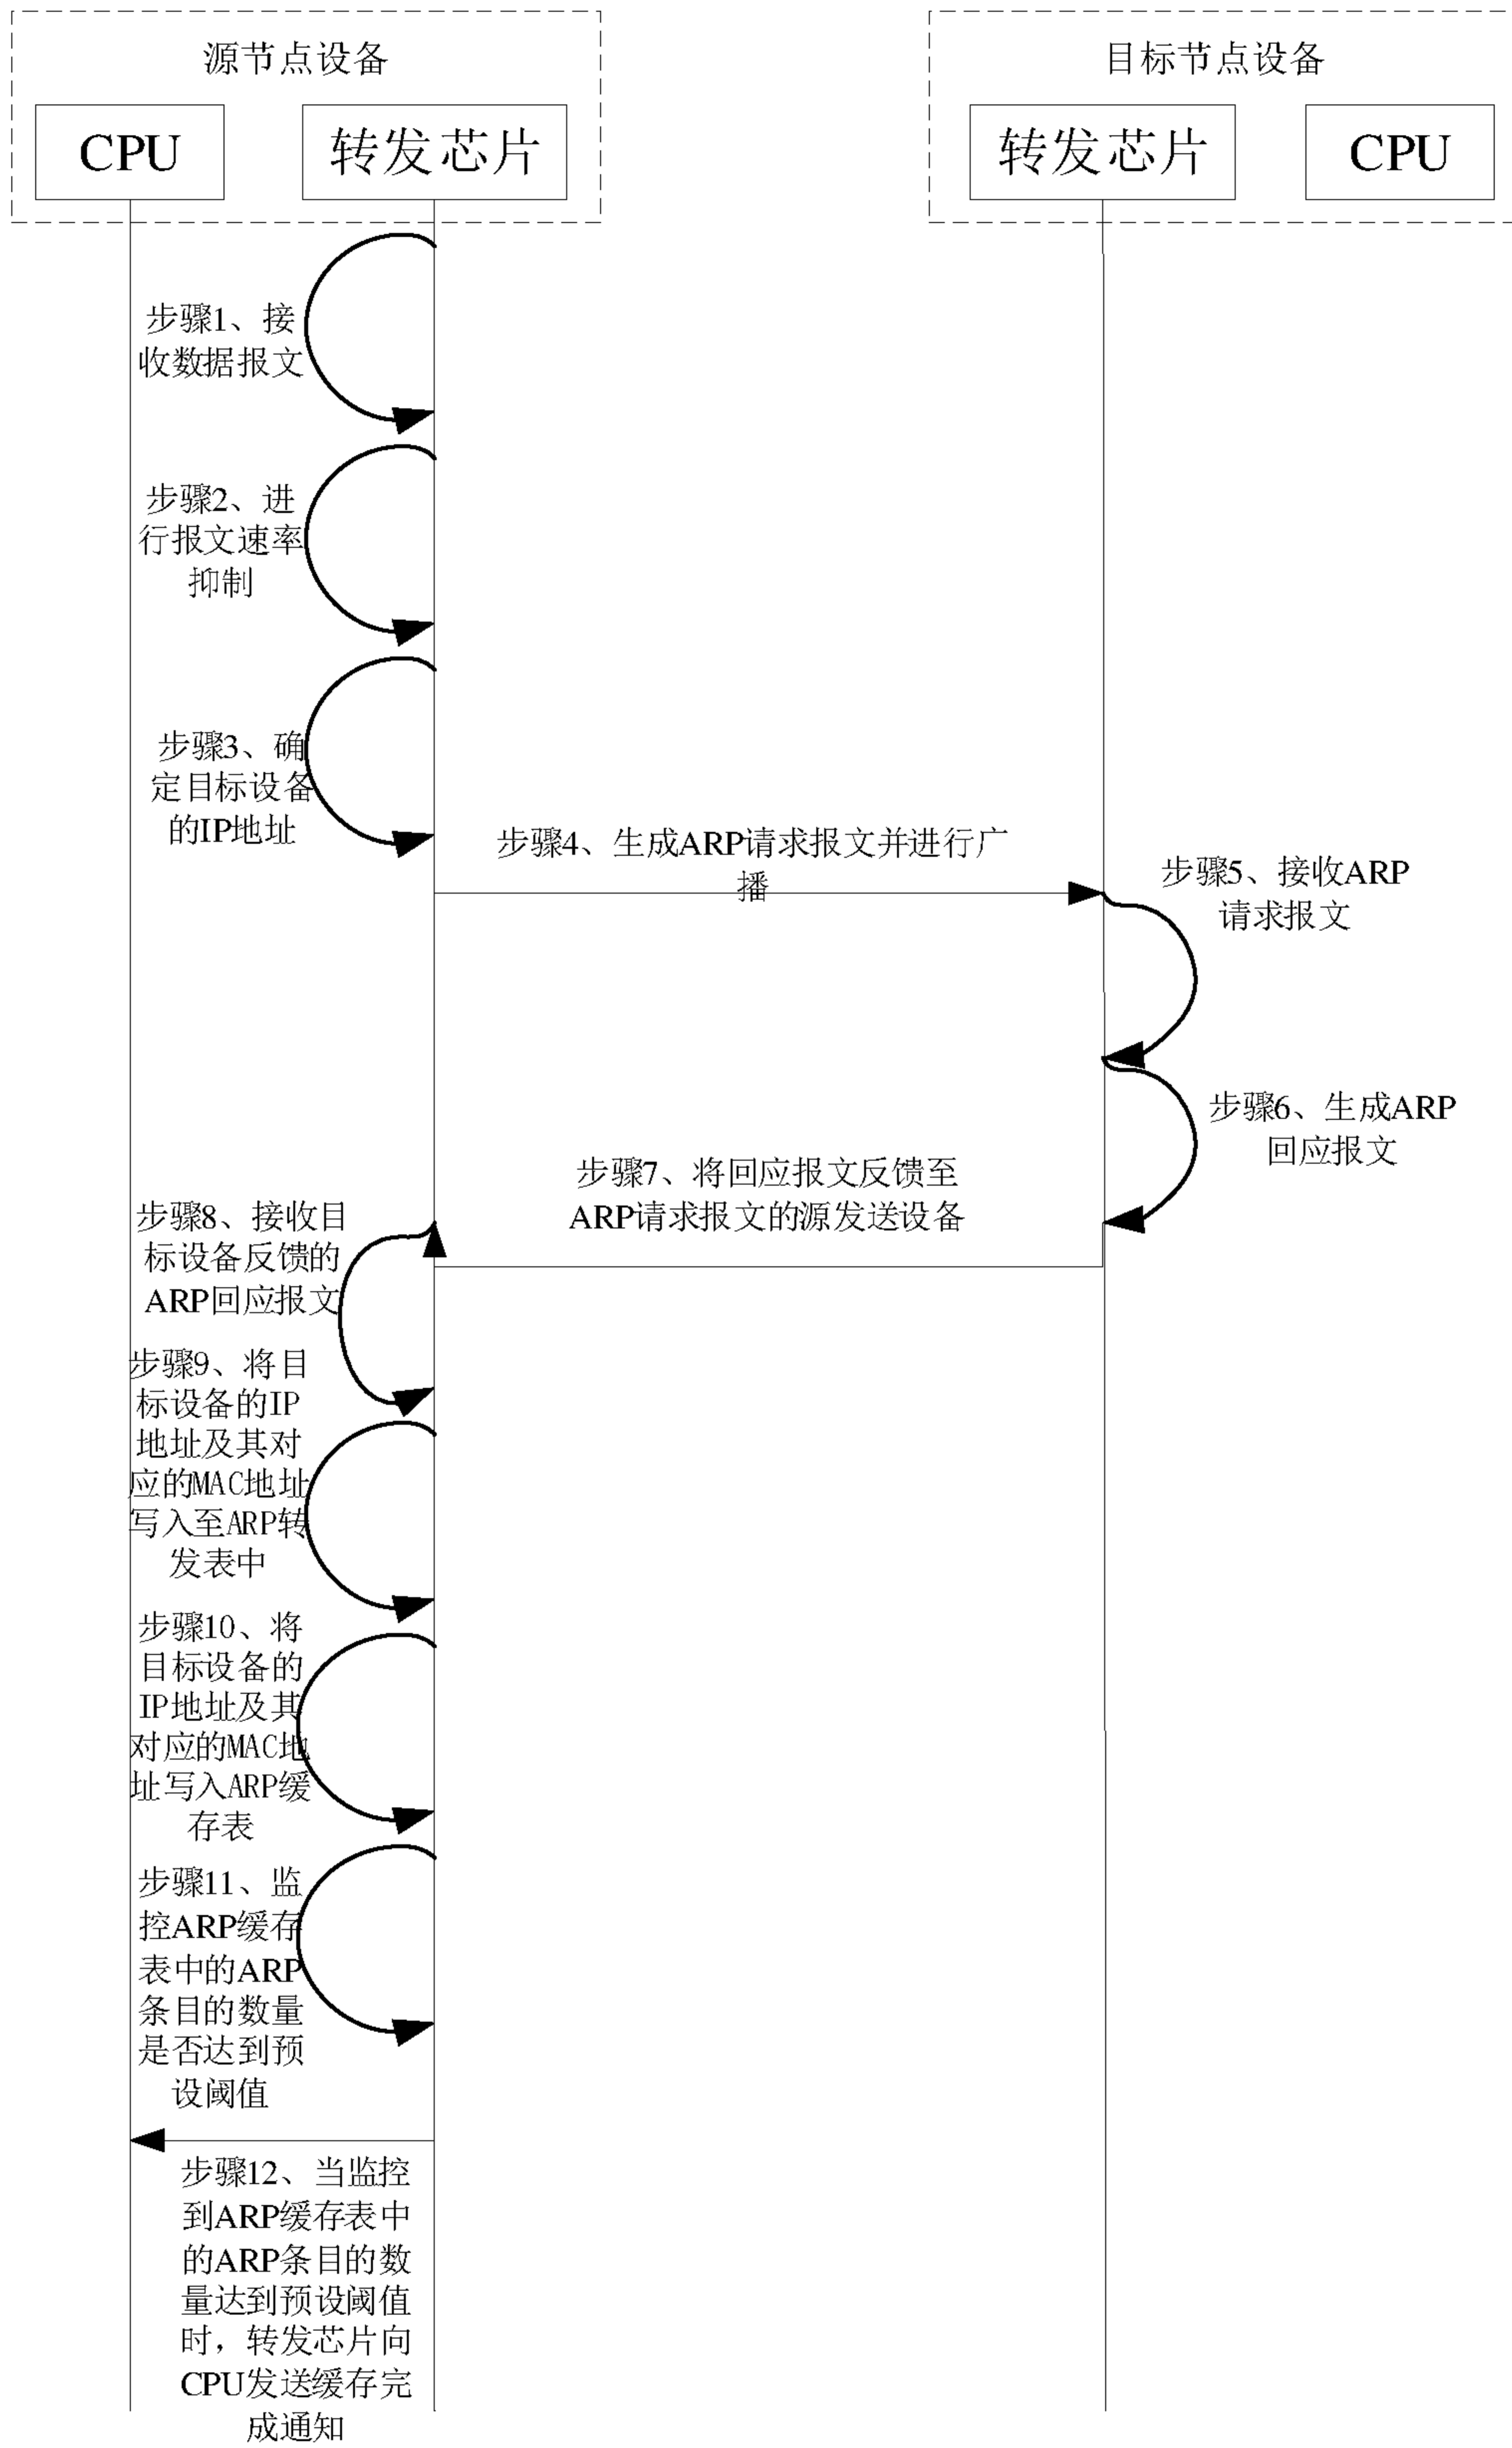 源节点设备
目标节点设备
CPU
转发芯片
转发芯片
CPU
步骤1、接
收数据报文
步骤2、进
行报文速率
抑制
步骤3、确
定目标设备
的IP地址
步骤4、生成ARP请求报文并进行广
播
步骤5、接收ARP
请求报文
步骤6、生成ARP
回应报文
步骤7、将回应报文反馈至
ARP请求报文的源发送设备
步骤8、接收目
标设备反馈的
ARP回应报文
步骤9、将目
标设备的IP
地址及其对
应的MAC地址
写入至ARP转
发表中
步骤10、将
目标设备的
IP地址及其
对应的MAC地
址写入ARP缓
存表
步骤11、监
控ARP缓存
表中的ARP
条目的数量
是否达到预
设阈值
步骤12、当监控
到ARP缓存表中
的ARP条目的数
量达到预设阈值
时，转发芯片向
CPU发送缓存完
成通知